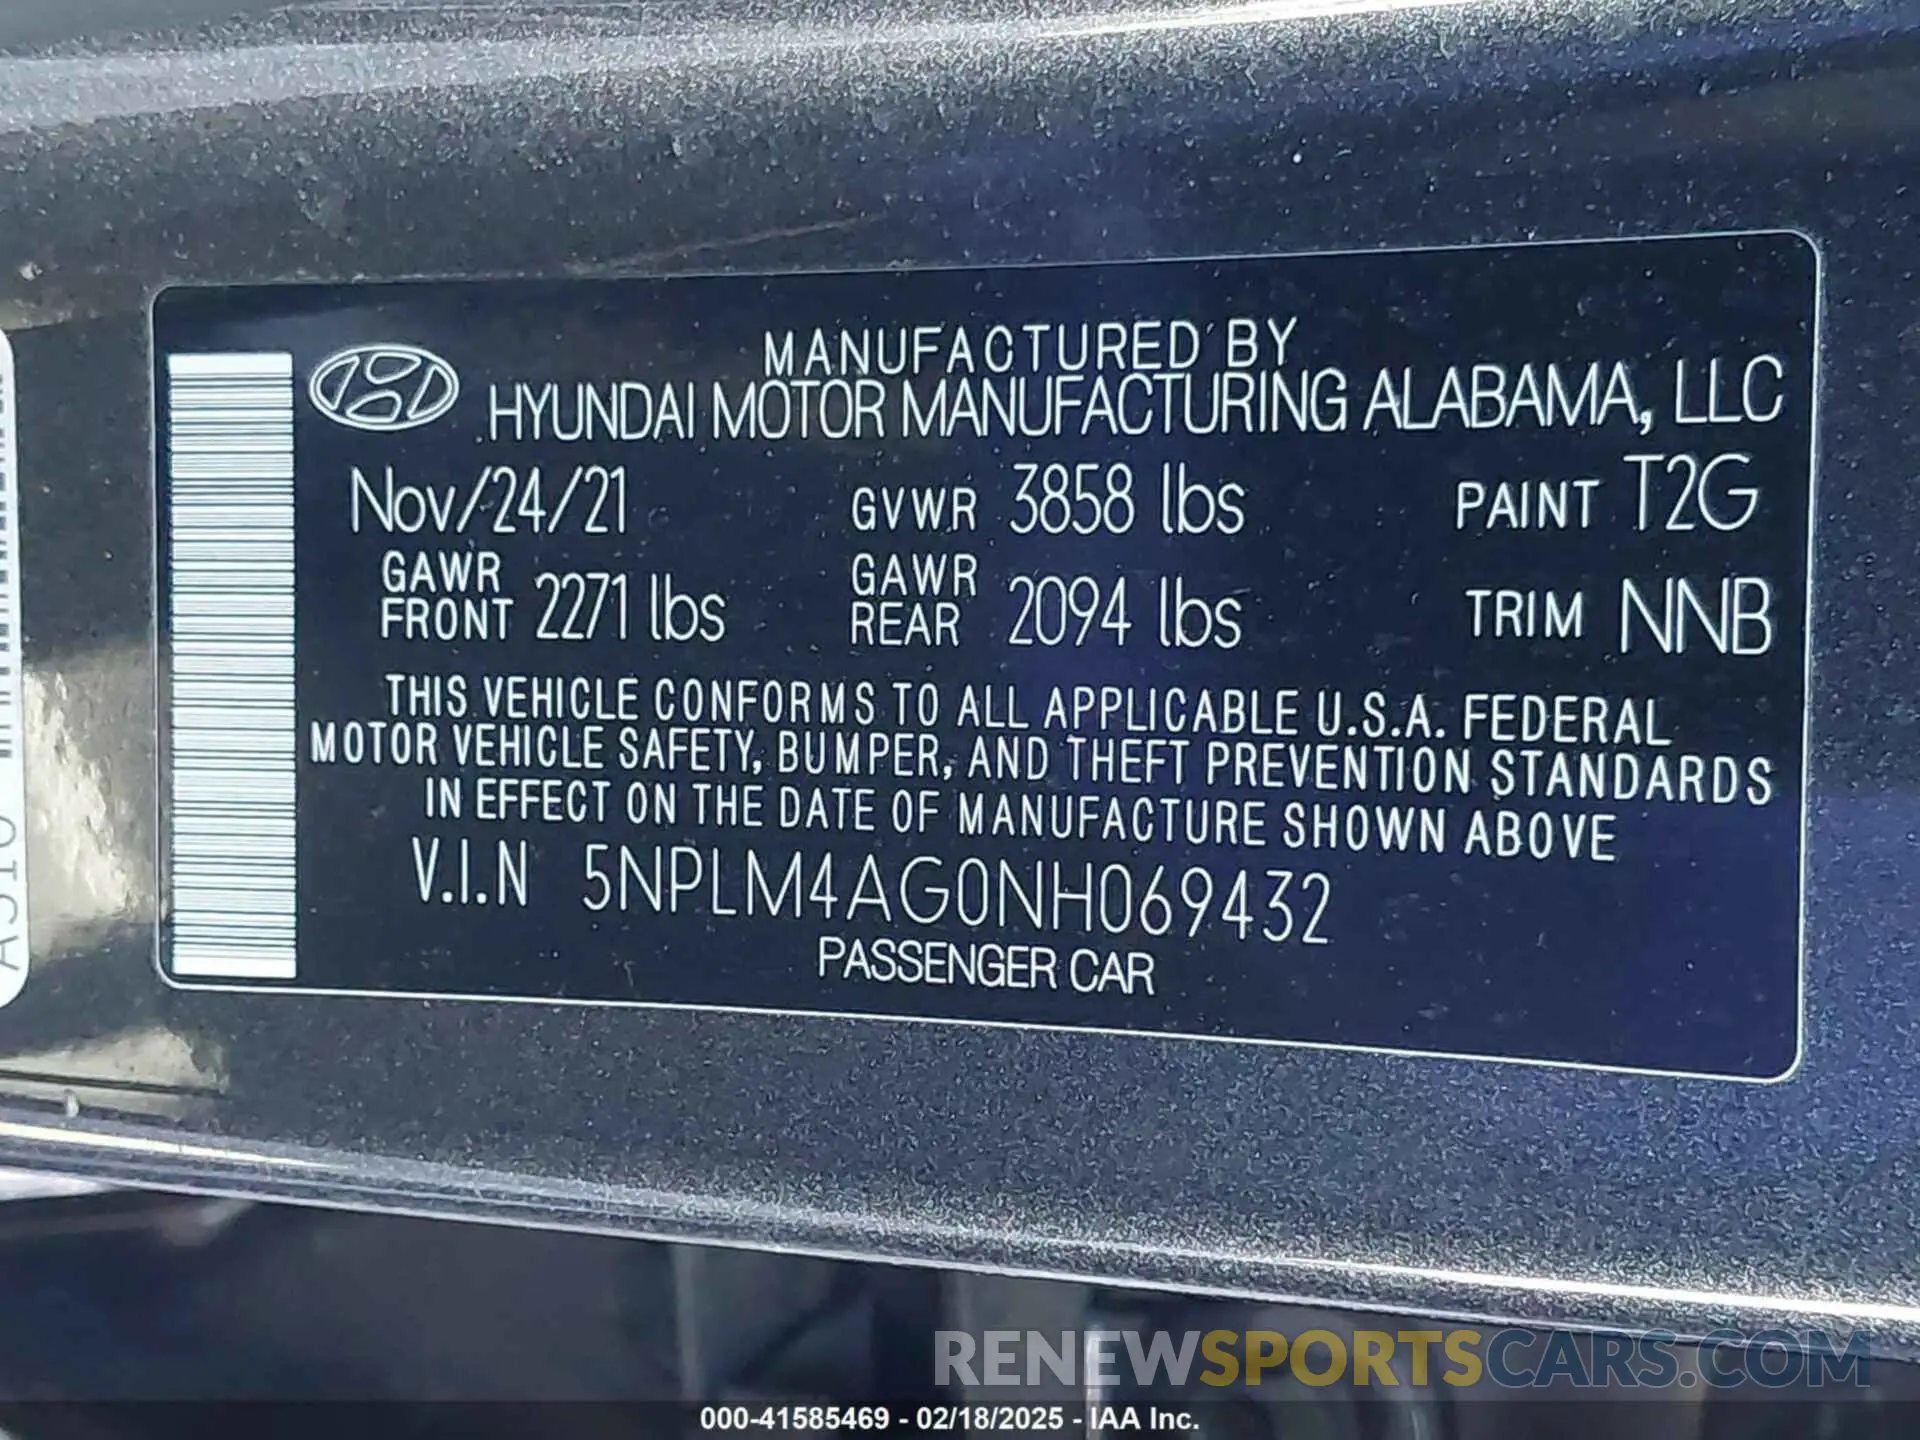 MANUFACTURED BY
HYUNDAI MOTOR MANUFACTURING ALABAMA, LLC
Nov/24/21 GVWR 3858 lbs PAINT T2G
GAWR FRONT 2271 lbs GAWR REAR 2094 lbs TRIM NNB
THIS VEHICLE CONFORMS TO ALL APPLICABLE U.S.A. FEDERAL
MOTOR VEHICLE SAFETY, BUMPER, AND THEFT PREVENTION STANDARDS
IN EFFECT ON THE DATE OF MANUFACTURE SHOWN ABOVE
V.I.N 5NPLM4AG0NH069432
PASSENGER CAR
A510
RENEWSPORTSCARS.COM
000-41585469 - 02/18/2025 - IAA Inc.